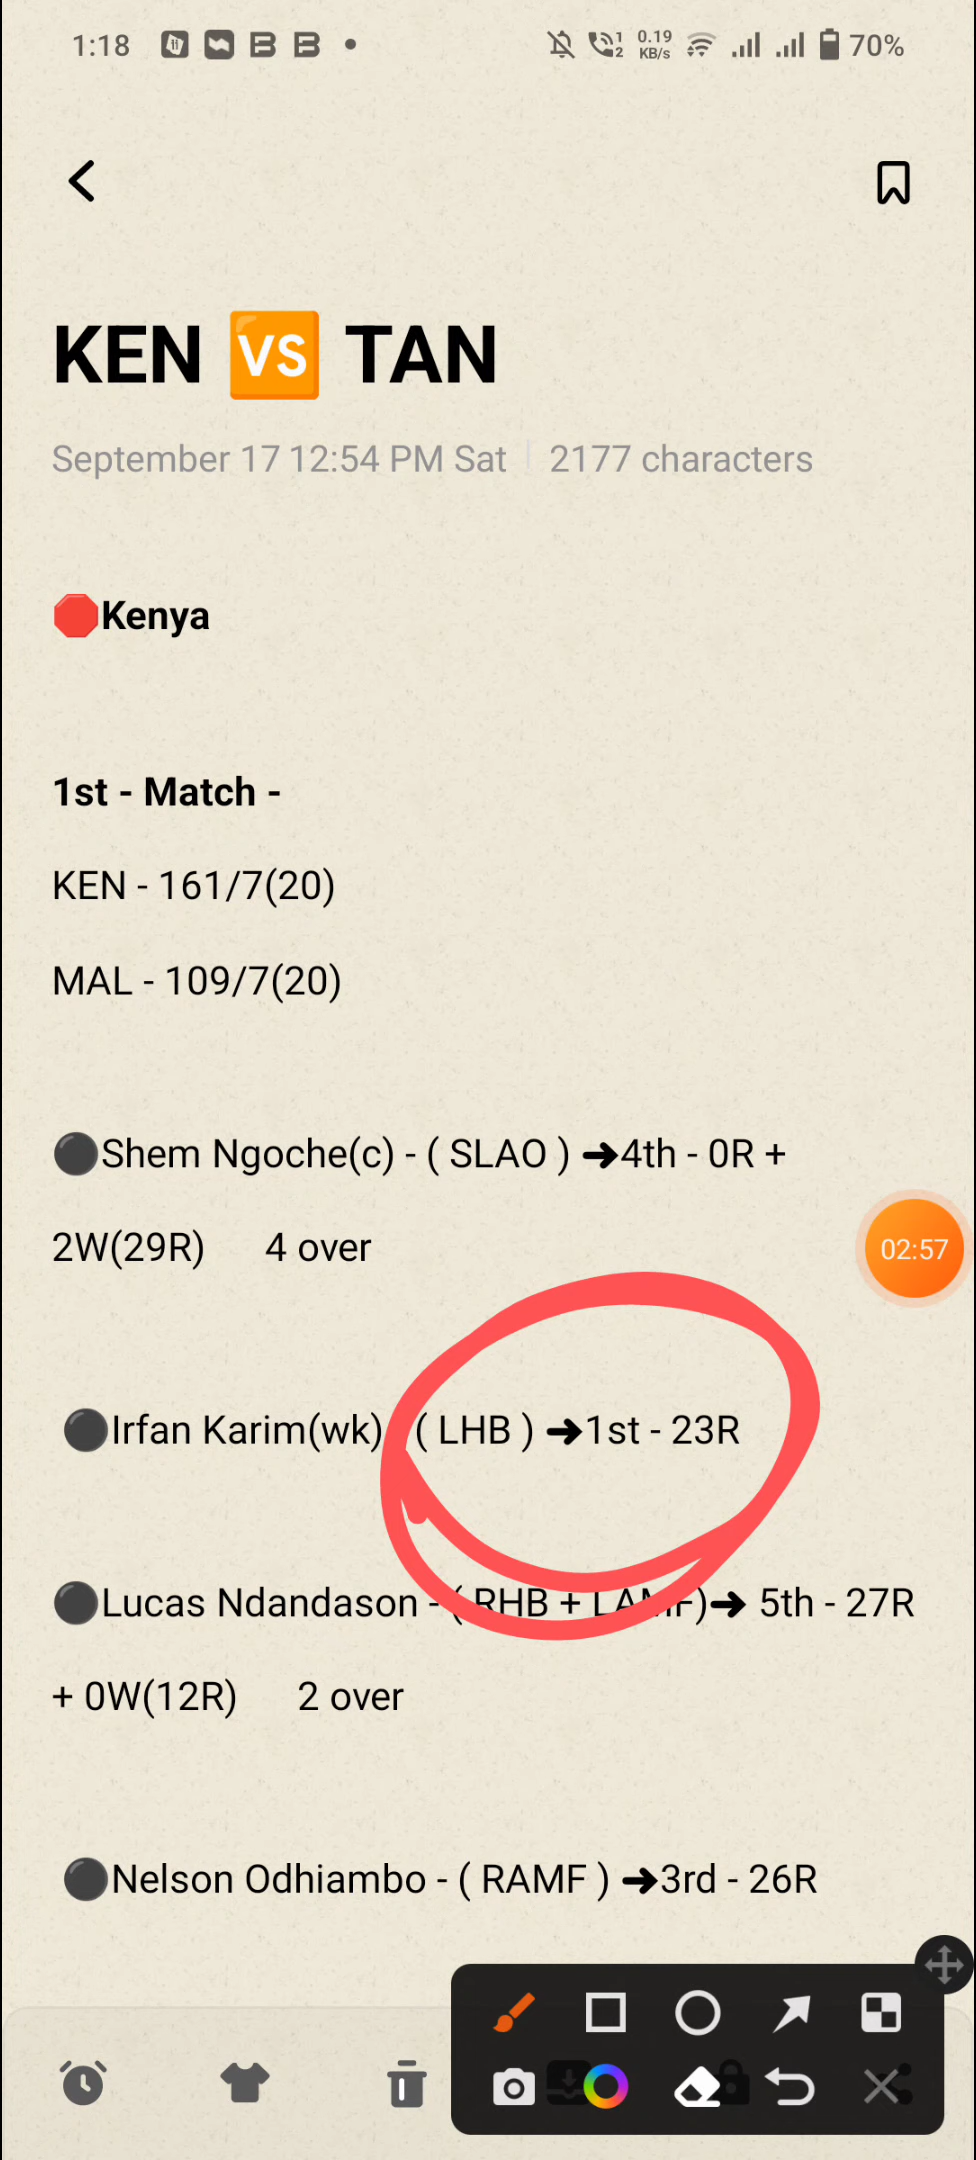 1:18 0.19 KB/s 70%
KEN VS TAN
September 17 12:54 PM Sat | 2177 characters
Kenya
1st - Match -
KEN - 161/7(20)
MAL - 109/7(20)
Shem Ngoche(c) - ( SLAO ) ➔4th - 0R +
2W(29R) 4 over
02:57
Irfan Karim(wk) ( LHB ) ➔1st - 23R
Lucas Ndandason - ( RHB + LAMF)➔ 5th - 27R
+ 0W(12R) 2 over
Nelson Odhiambo - ( RAMF ) ➔3rd - 26R